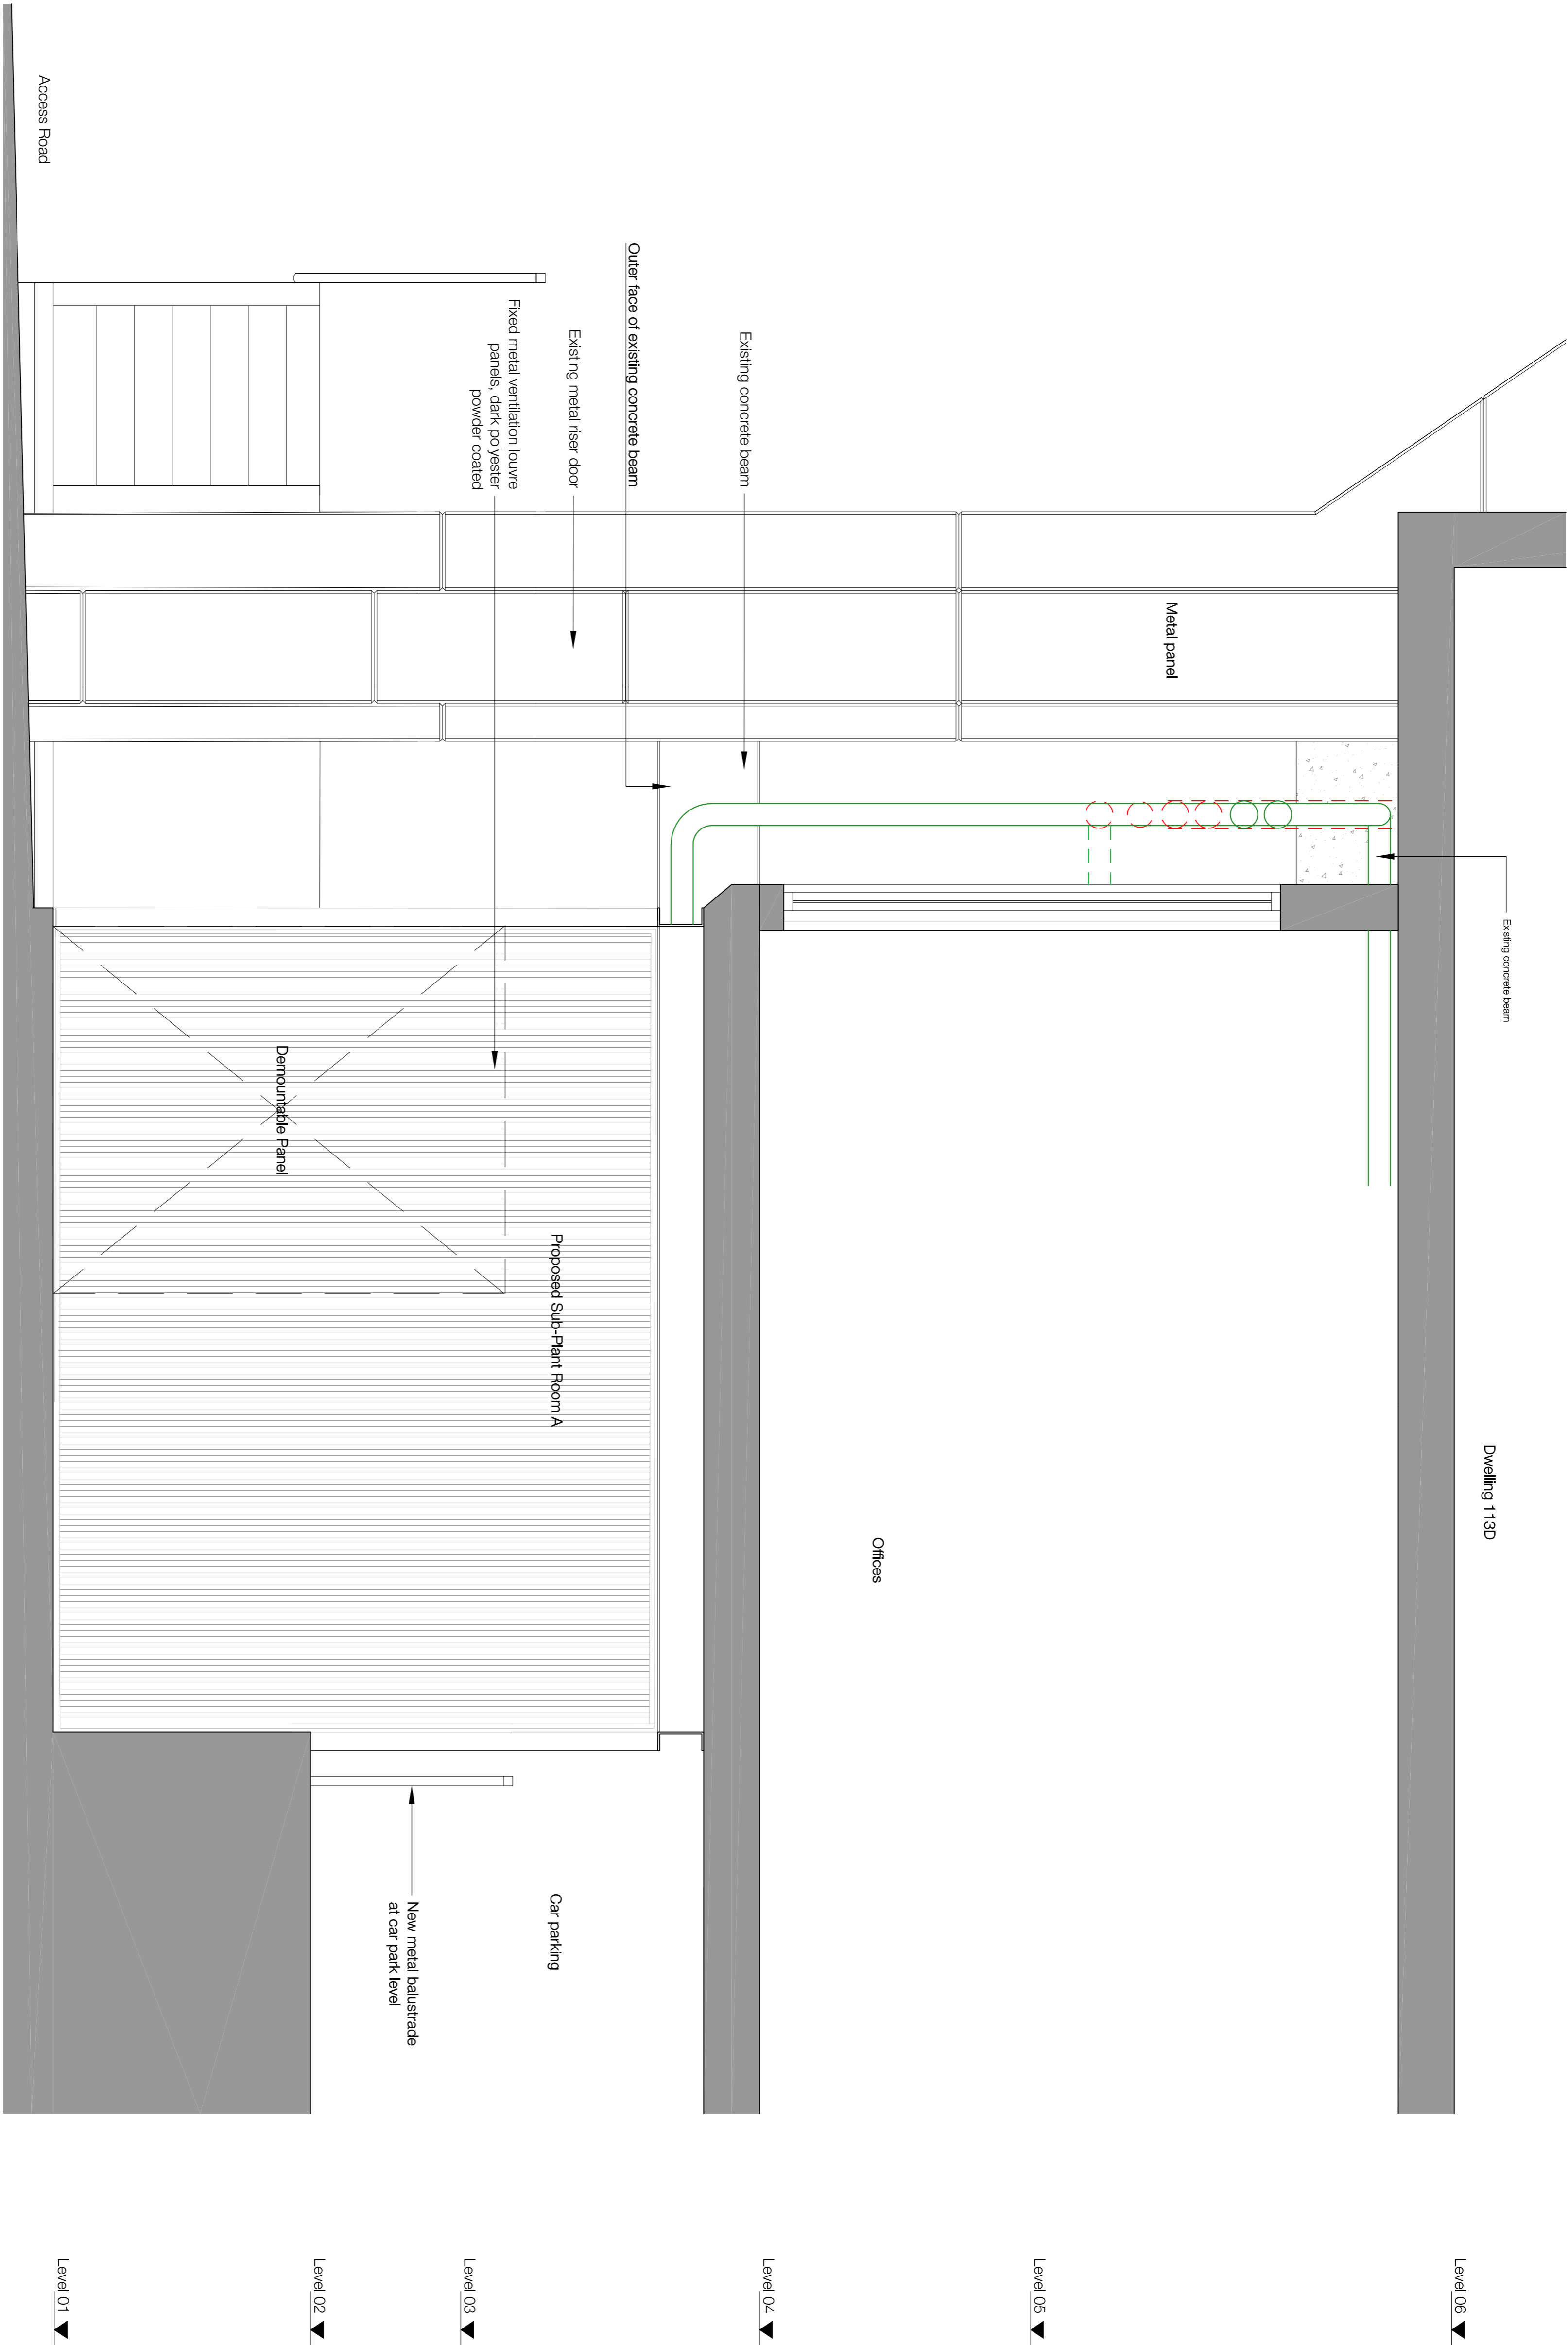 Dwelling 113D
Existing concrete beam
Metal panel
Offices
Existing concrete beam
Outer face of existing concrete beam
Existing metal riser door
Fixed metal ventilation louvre
panels, dark polyester
powder coated
Proposed Sub-Plant Room A
Car parking
New metal balustrade
at car park level
Demountable Panel
Access Road
Level 06
Level 05
Level 04
Level 03
Level 02
Level 01